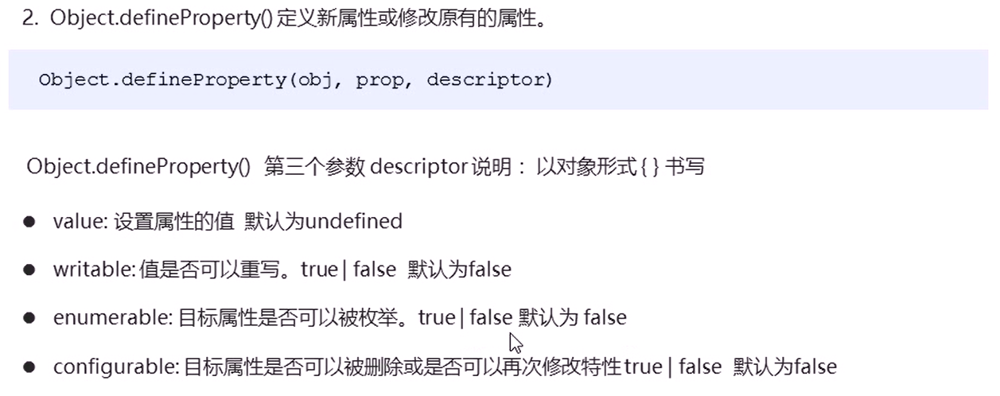 2. Object.defineProperty() 定义新属性或修改原有的属性。
Object.defineProperty(obj, prop, descriptor)
Object.defineProperty() 第三个参数 descriptor 说明： 以对象形式 { } 书写
● value: 设置属性的值 默认为undefined
● writable: 值是否可以重写。true | false 默认为false
● enumerable: 目标属性是否可以被枚举。true | false 默认为 false
● configurable: 目标属性是否可以被删除或是否可以再次修改特性 true | false 默认为false